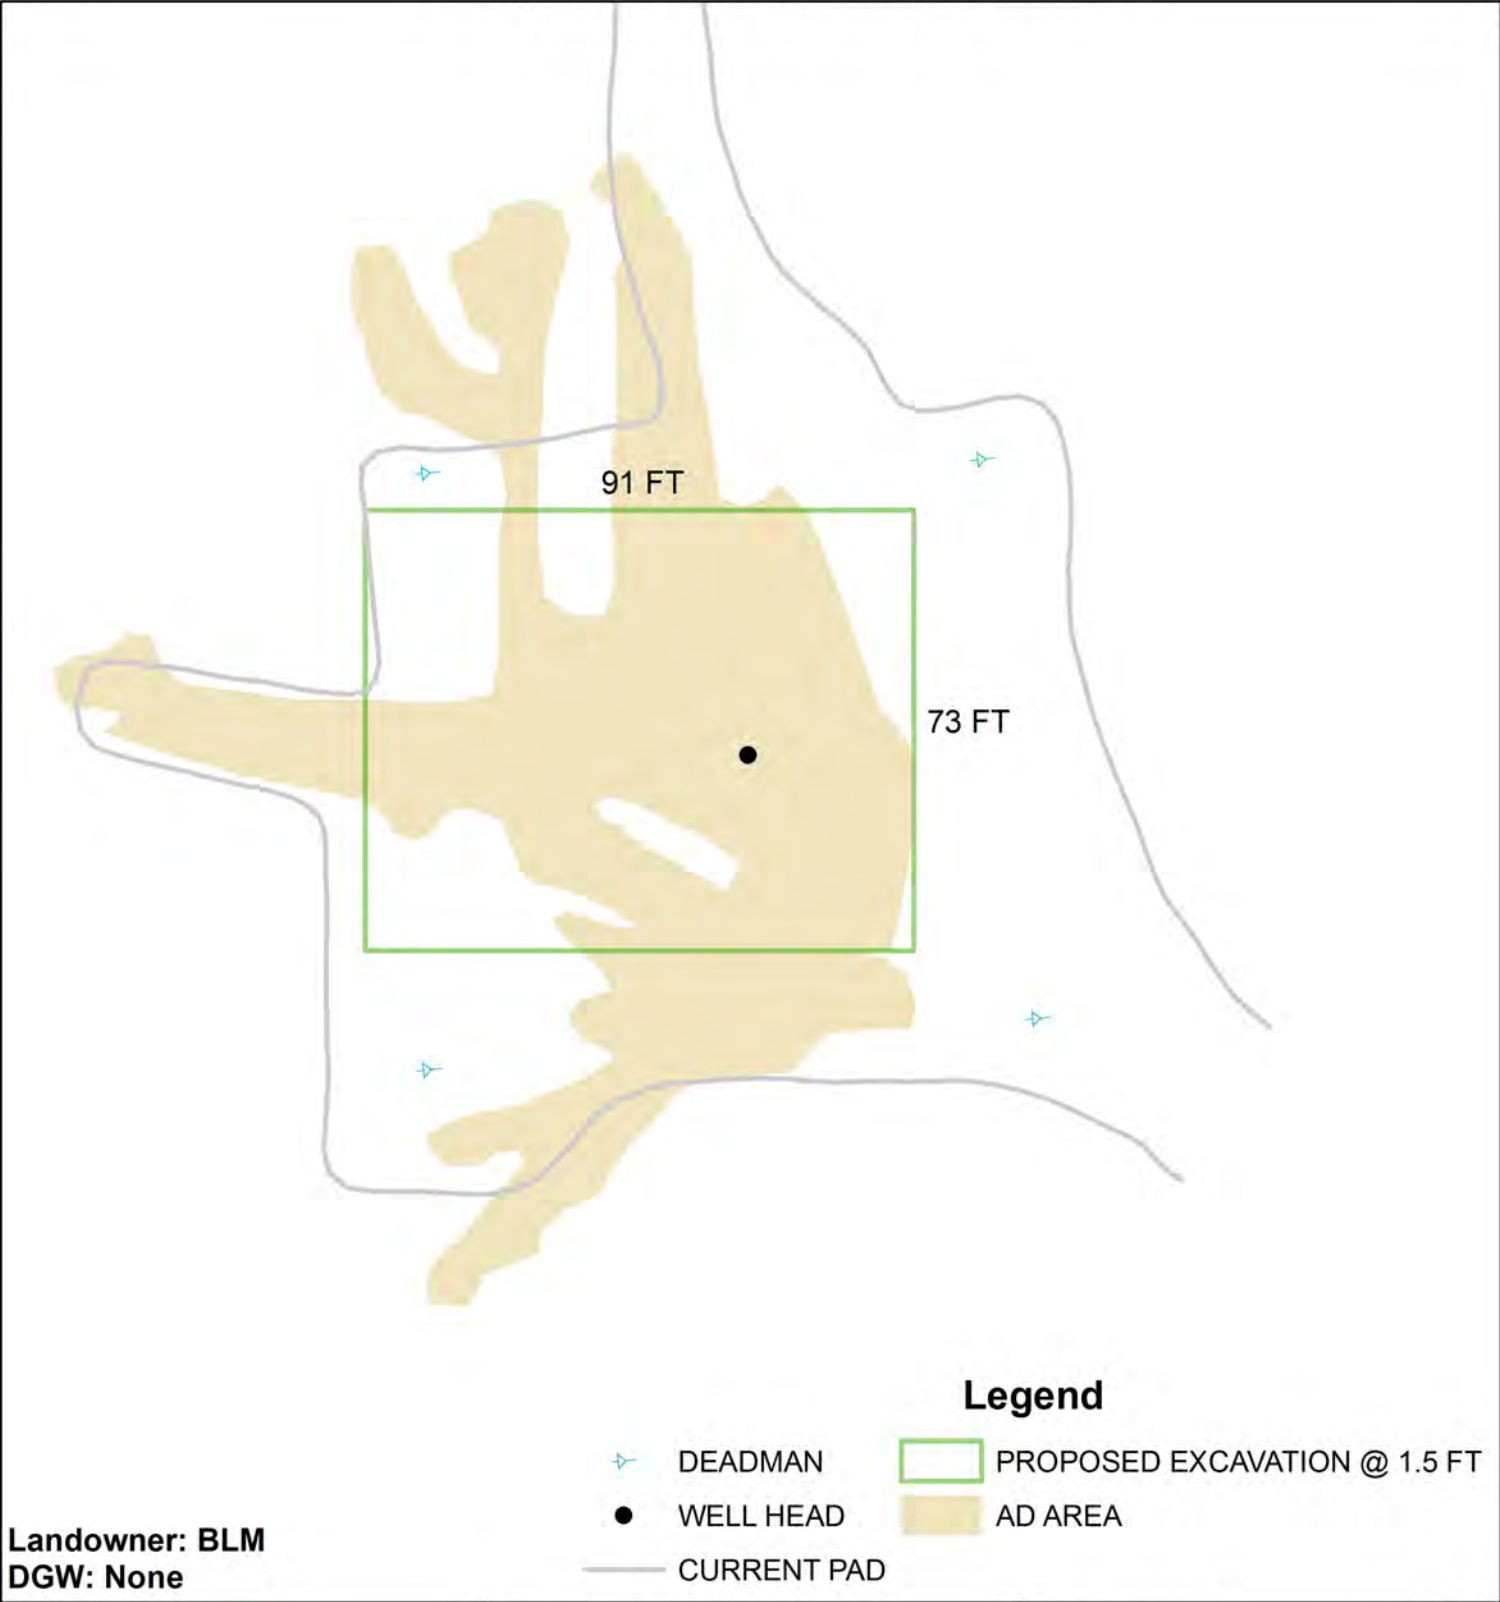 91 FT
73 FT
Legend
DEADMAN
PROPOSED EXCAVATION @ 1.5 FT
WELL HEAD
AD AREA
CURRENT PAD
Landowner: BLM
DGW: None